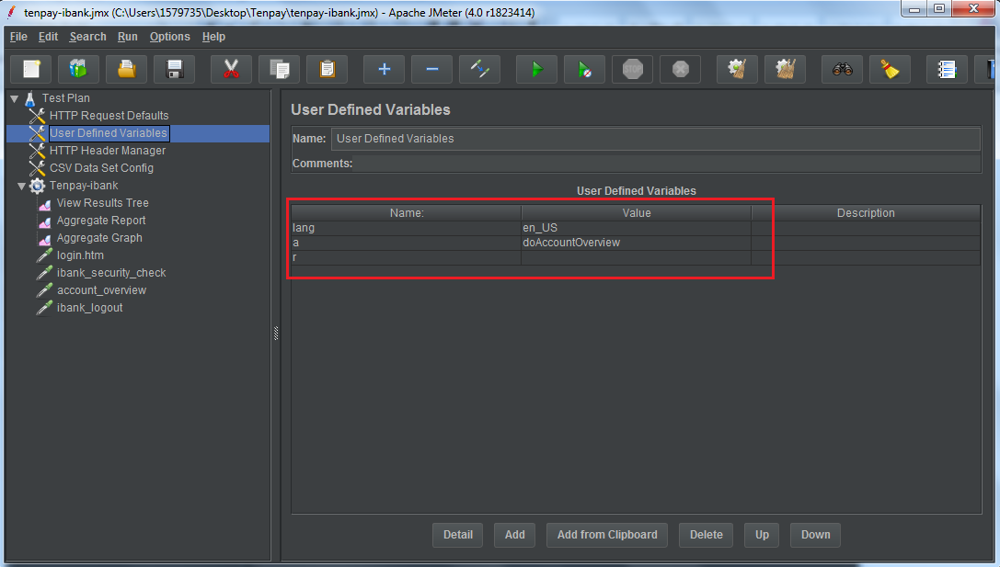 tenpay-ibank.jmx (C:\Users\1579735\Desktop\Tenpay\tenpay-ibank.jmx) - Apache JMeter (4.0 r1823414)
File Edit Search Run Options Help
STOP
Test Plan
HTTP Request Defaults
User Defined Variables
HTTP Header Manager
CSV Data Set Config
Tenpay-ibank
View Results Tree
Aggregate Report
Aggregate Graph
login.htm
ibank_security_check
account_overview
ibank_logout
User Defined Variables
Name: User Defined Variables
Comments:
User Defined Variables
Name: Value Description
lang en_US
a doAccountOverview
r
Detail Add Add from Clipboard Delete Up Down